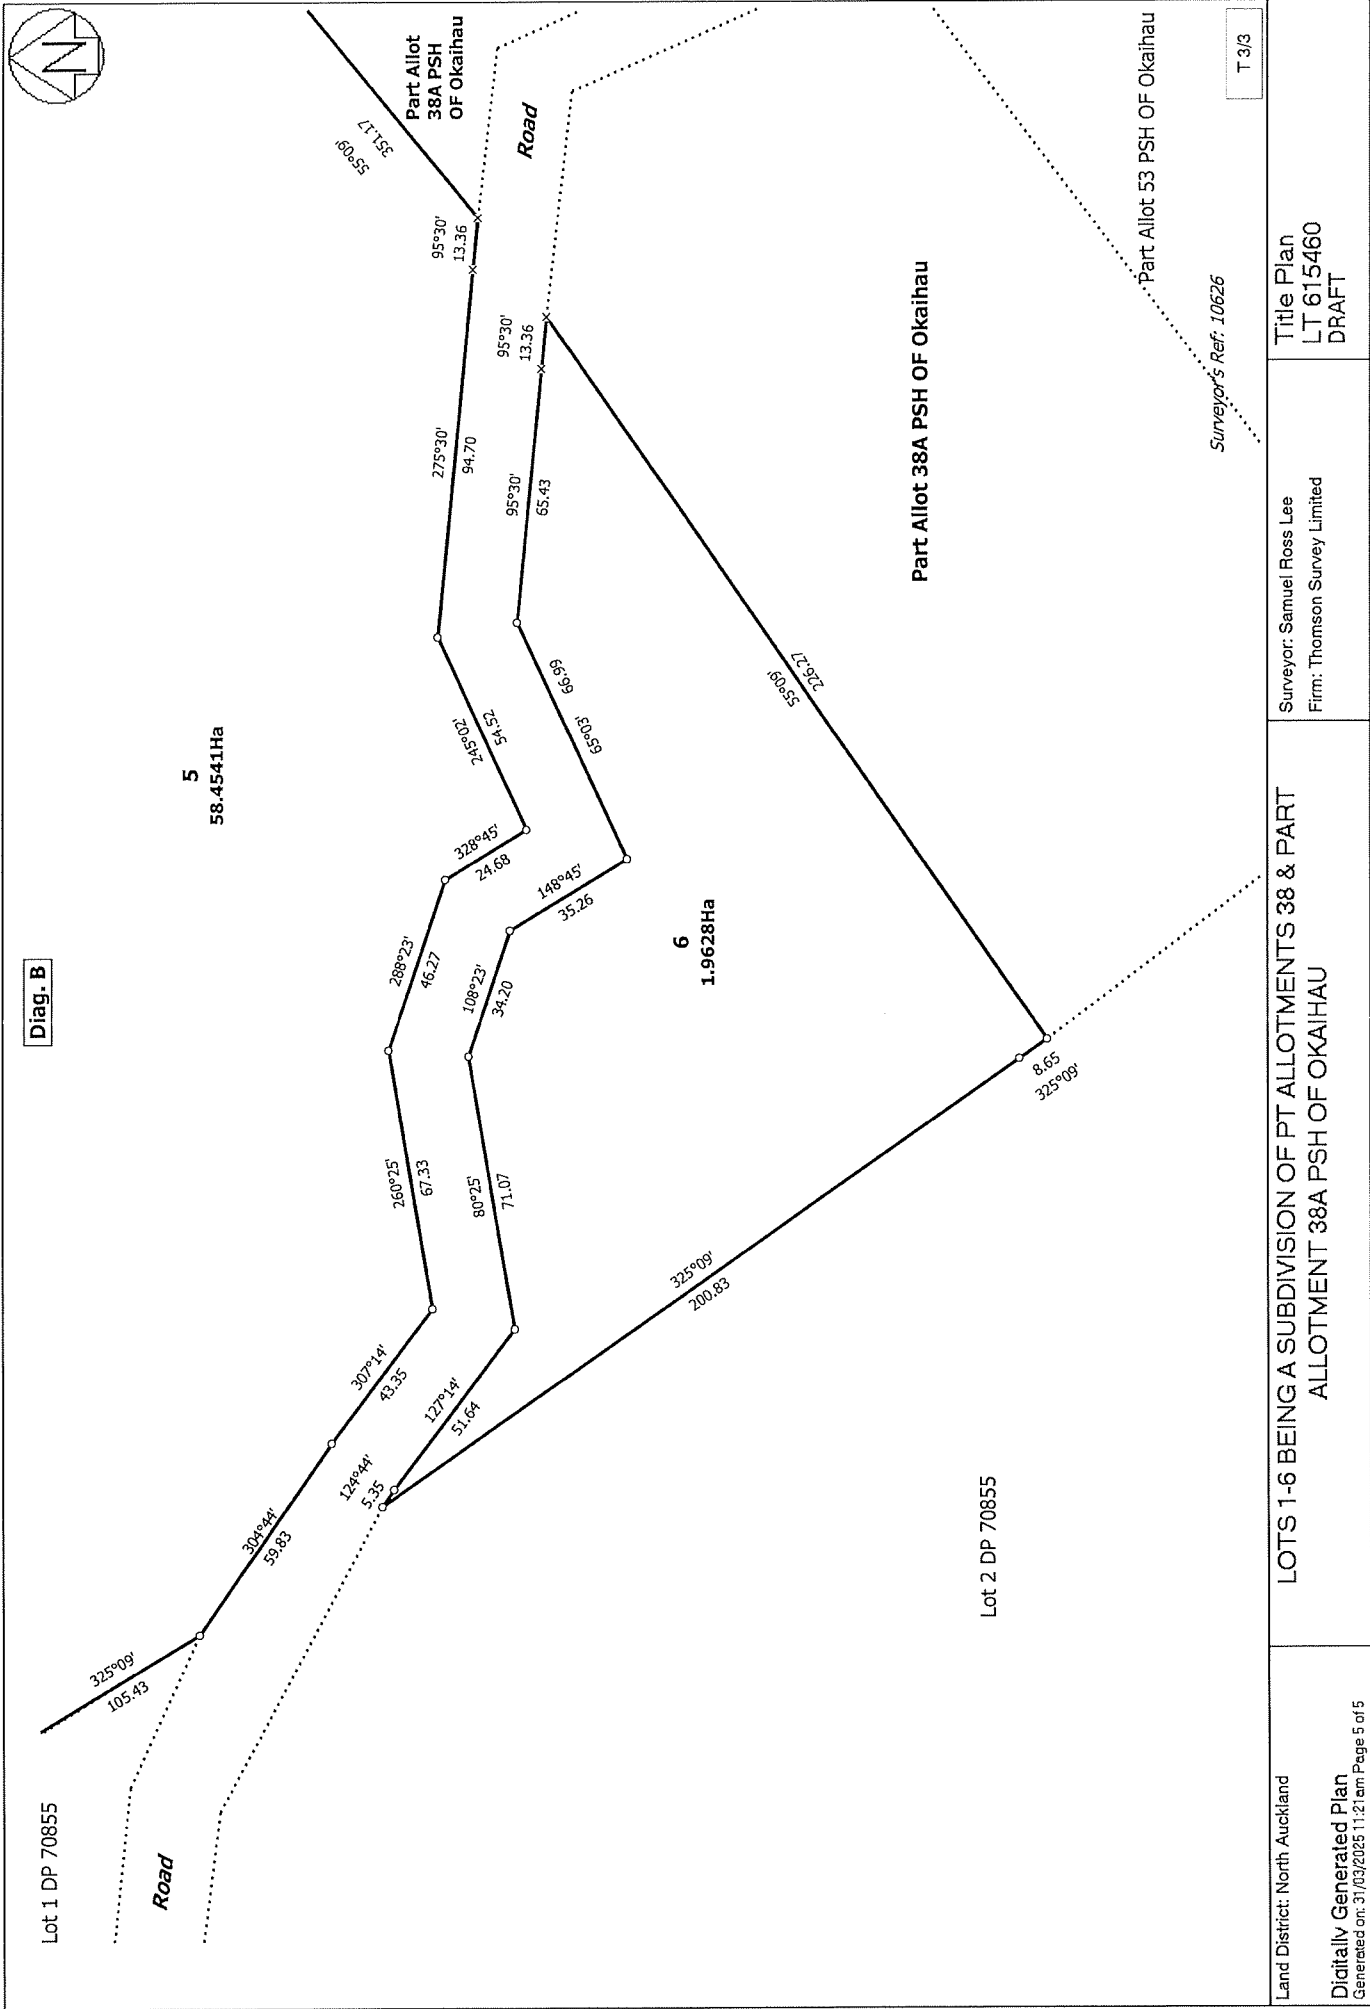 Diag. B
N
Lot 1 DP 70855
Road
325°09'
105.43
304°44'
59.83
307°14'
43.35
260°25'
67.33
288°23'
46.27
328°45'
24.68
245°02'
54.52
275°30'
94.70
95°30'
13.36
55°09'
351.17
Part Allot
38A PSH
OF Okaihau
Road
5
58.4541Ha
124°44'
5.35
127°14'
51.64
80°25'
71.07
108°23'
34.20
148°45'
35.26
65°03'
66.99
95°30'
65.43
95°30'
13.36
6
1.9628Ha
325°09'
200.83
8.65
325°09'
55°09'
226.27
Part Allot 38A PSH OF Okaihau
Lot 2 DP 70855
Part Allot 53 PSH OF Okaihau
Surveyor's Ref: 10626
T 3/3
Land District: North Auckland
Digitally Generated Plan
Generated on: 31/03/2025 11:21am Page 5 of 5
LOTS 1-6 BEING A SUBDIVISION OF PT ALLOTMENTS 38 & PART
ALLOTMENT 38A PSH OF OKAIHAU
Surveyor: Samuel Ross Lee
Firm: Thomson Survey Limited
Title Plan
LT 615460
DRAFT